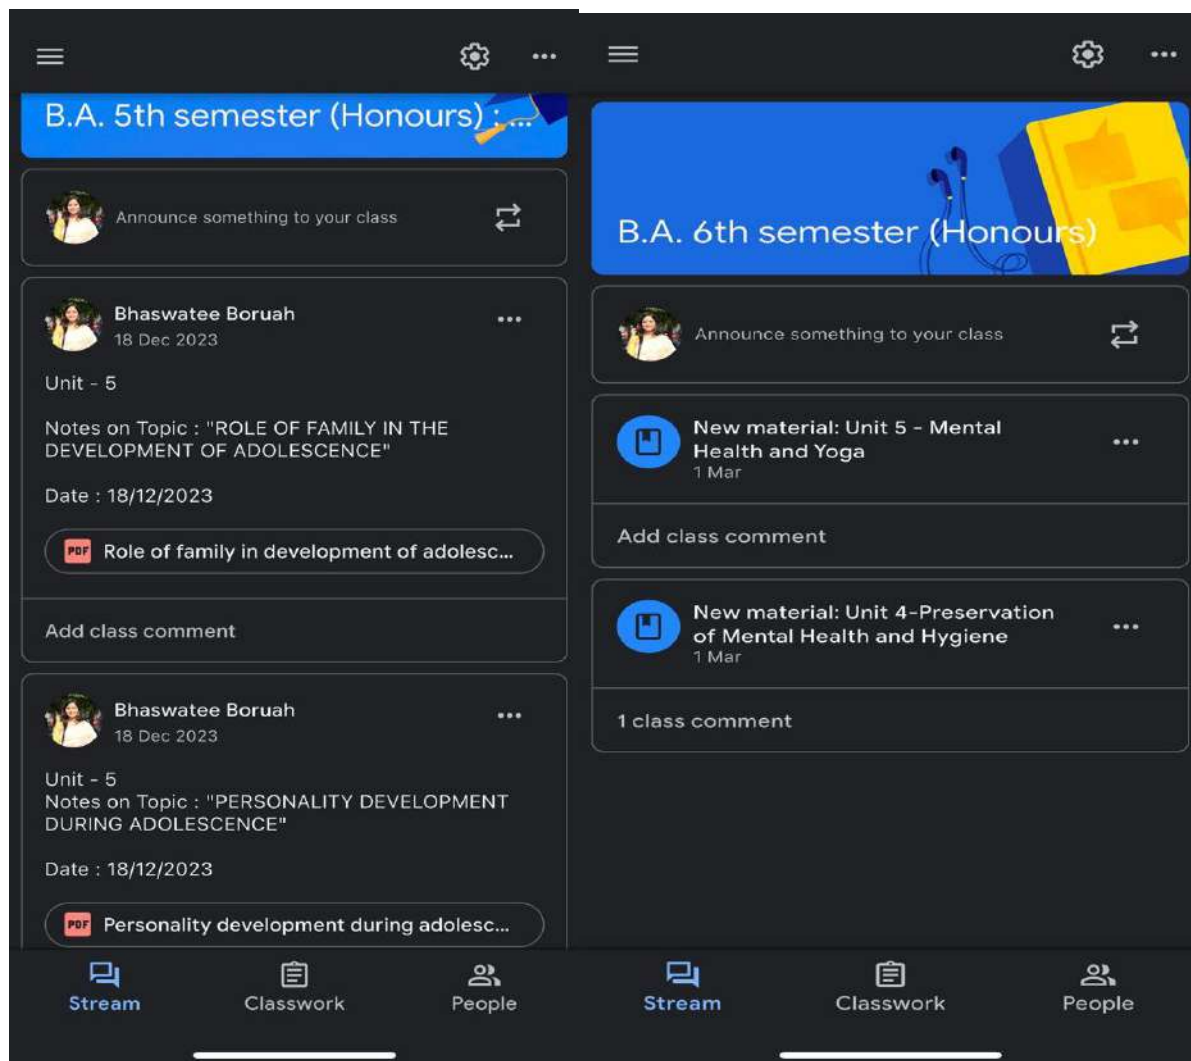 B.A. 5th semester (Honours) : ...
Announce something to your class
Bhaswatee Boruah
18 Dec 2023
Unit - 5
Notes on Topic : "ROLE OF FAMILY IN THE
DEVELOPMENT OF ADOLESCENCE"
Date : 18/12/2023
PDF Role of family in development of adolesc...
Add class comment
Bhaswatee Boruah
18 Dec 2023
Unit - 5
Notes on Topic : "PERSONALITY DEVELOPMENT
DURING ADOLESCENCE"
Date : 18/12/2023
PDF Personality development during adolesc...
Stream Classwork People
B.A. 6th semester (Honours)
Announce something to your class
New material: Unit 5 - Mental
Health and Yoga
1 Mar
Add class comment
New material: Unit 4-Preservation
of Mental Health and Hygiene
1 Mar
1 class comment
Stream Classwork People